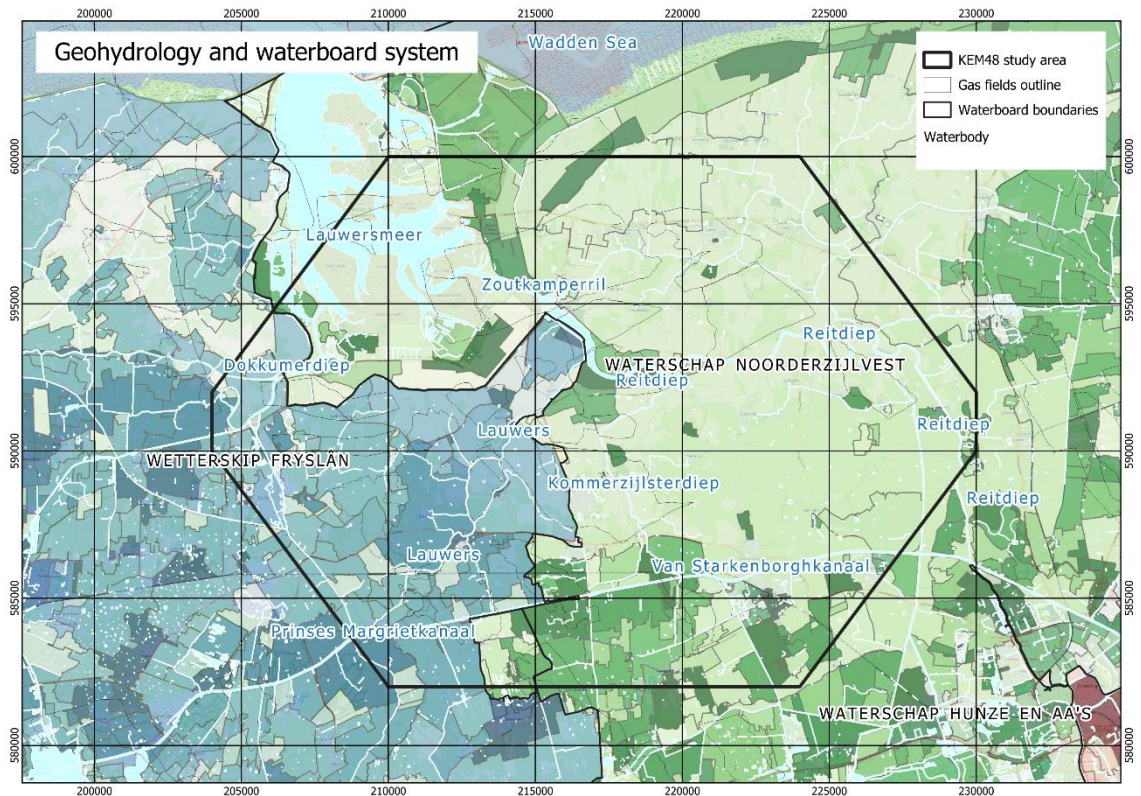 200000 205000 210000 215000 220000 225000 230000
Geohydrology and waterboard system
Wadden Sea
KEM48 study area
Gas fields outline
Waterboard boundaries
Waterbody
600000 600000
Lauwersmeer
595000 Zoutkamperril 595000
Reitdiep
Dokkumerdiep
WATERSCHAP NOORDERZIJLVEST
Reitdiep
Lauwers
Reitdiep
590000 590000
WETTERSKIP FRYSLÂN
Kommerzijlsterdiep
Reitdiep
Lauwers
Van Starkenborghkanaal
585000 585000
Prinses Margrietkanaal
WATERSCHAP HUNZE EN AA'S
580000 580000
200000 205000 210000 215000 220000 225000 230000